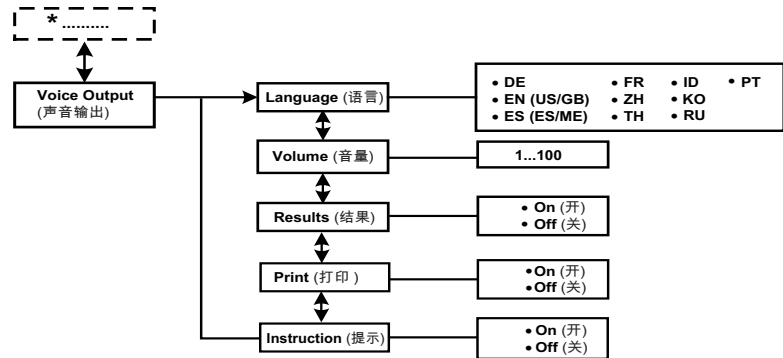 * ..........
Voice Output
(声音输出)
Language (语言)
• DE • FR • ID • PT
• EN (US/GB) • ZH • KO
• ES (ES/ME) • TH • RU
Volume (音量)
1...100
Results (结果)
• On (开)
• Off (关)
Print (打印 )
• On (开)
• Off (关)
Instruction (提示)
• On (开)
• Off (关)